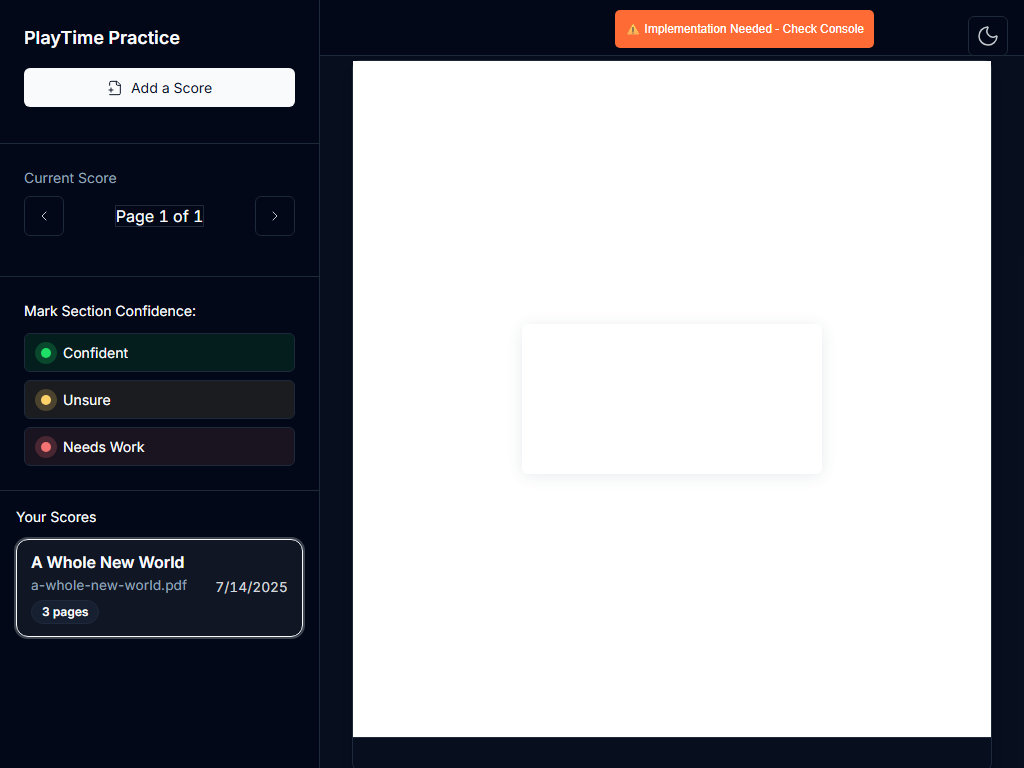 PlayTime Practice
Add a Score
Current Score
Page 1 of 1
Mark Section Confidence:
Confident
Unsure
Needs Work
Your Scores
A Whole New World
a-whole-new-world.pdf
7/14/2025
3 pages
⚠️ Implementation Needed - Check Console